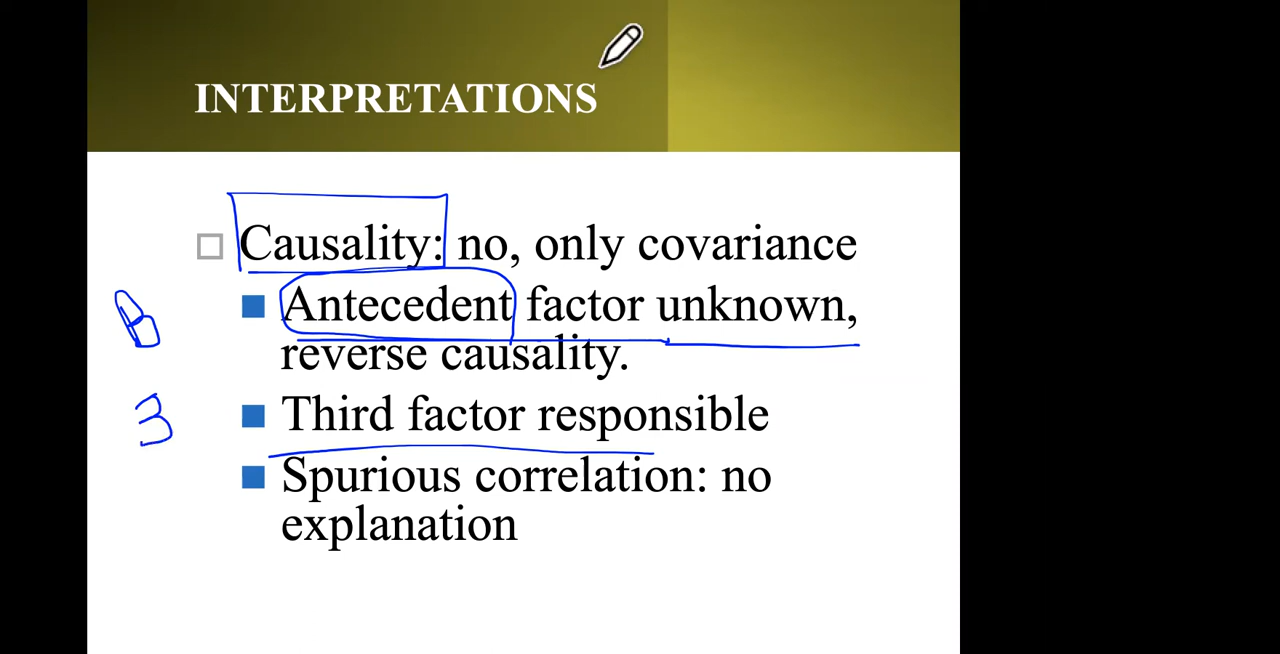 INTERPRETATIONS
Causality: no, only covariance
Antecedent factor unknown,
reverse causality.
3 Third factor responsible
Spurious correlation: no
explanation